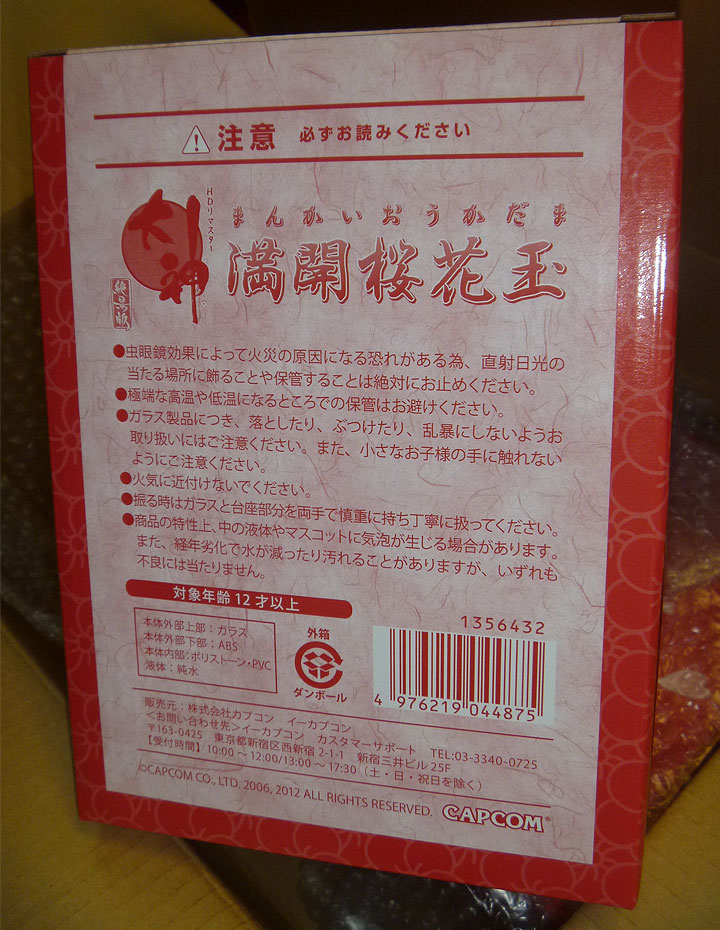 注意 必ずお読みください
大神
HDリマスター
絶景版
まんかいおうかだま
満開桜花玉
●虫眼鏡効果によって火災の原因になる恐れがある為、直射日光の
当たる場所に飾ることや保管することは絶対にお止めください。
●極端な高温や低温になるところでの保管はお避けください。
●ガラス製品につき、落としたり、ぶつけたり、乱暴にしないようお
取り扱いにはご注意ください。また、小さなお子様の手に触れない
ようにご注意ください。
●火気に近付けないでください。
●振る時はガラスと台座部分を両手で慎重に持ち丁寧に扱ってください。
●商品の特性上、中の液体やマスコットに気泡が生じる場合があります。
また、経年劣化で水が減ったり汚れることがありますが、いずれも
不良には当たりません。
対象年齢12才以上
本体外部上部：ガラス
本体外部下部：ABS
本体内部：ポリストーン・PVC
液体：純水
外箱
ダンボール
1356432
4 976219 044875
販売元：株式会社カプコン イーカプコン
＜お問い合わせ先＞イーカプコン カスタマーサポート TEL:03-3340-0725
〒163-0425 東京都新宿区西新宿2-1-1 新宿三井ビル25F
【受付時間】10:00～12:00/13:00～17:30（土・日・祝日を除く）
©CAPCOM CO., LTD. 2006, 2012 ALL RIGHTS RESERVED. CAPCOM®